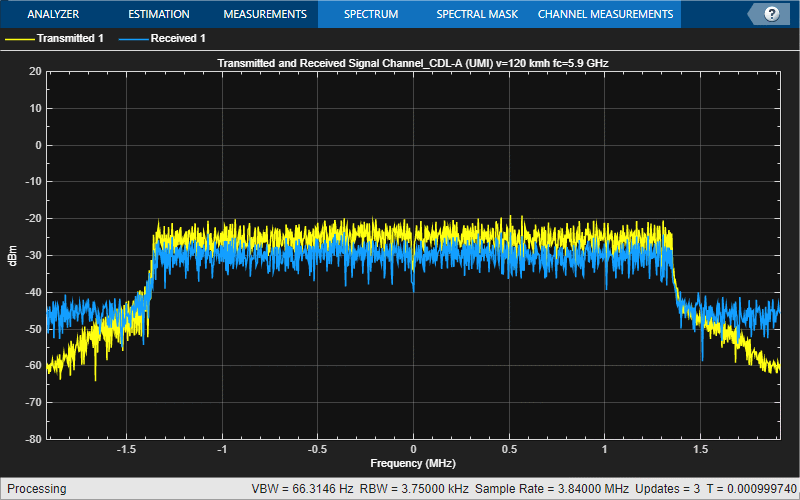 ANALYZER ESTIMATION MEASUREMENTS SPECTRUM SPECTRAL MASK CHANNEL MEASUREMENTS ?
Transmitted 1 Received 1
Transmitted and Received Signal Channel_CDL-A (UMI) v=120 kmh fc=5.9 GHz
20
10
0
-10
-20
-30
-40
-50
-60
-70
-80
dBm
-1.5 -1 -0.5 0 0.5 1 1.5
Frequency (MHz)
Processing VBW = 66.3146 Hz RBW = 3.75000 kHz Sample Rate = 3.84000 MHz Updates = 3 T = 0.000999740